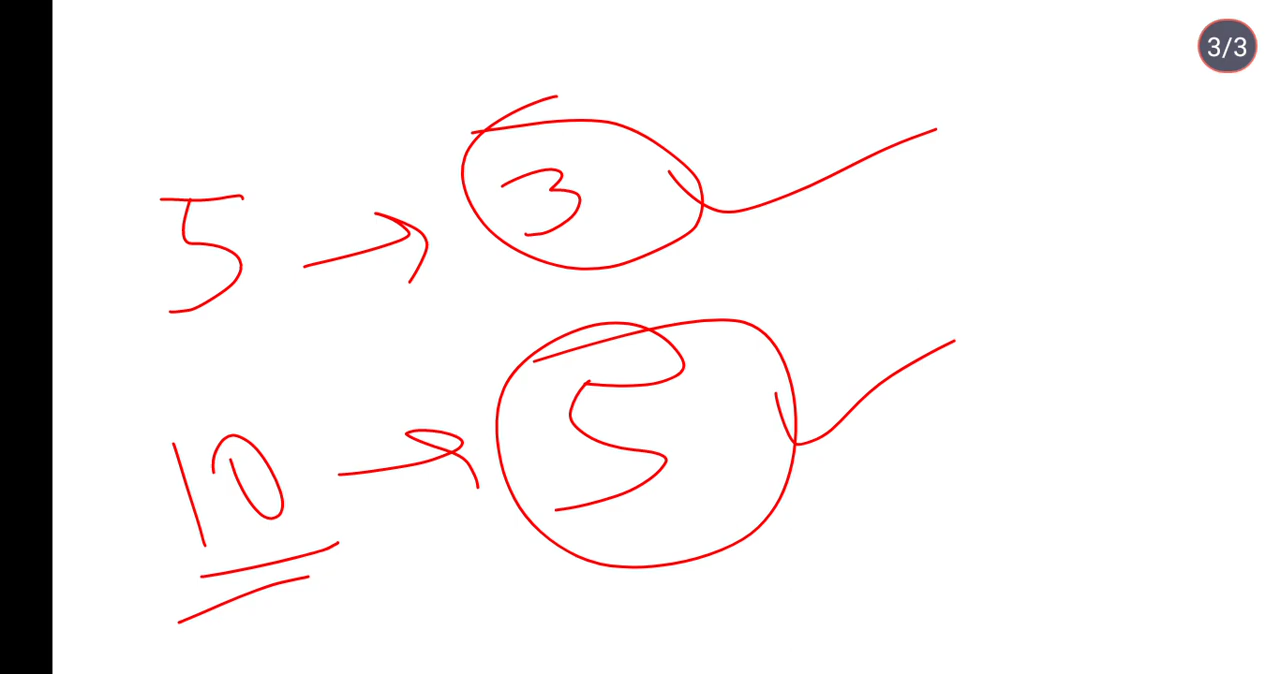 3/3
5 → 3 ✓
10 → 5 ✓